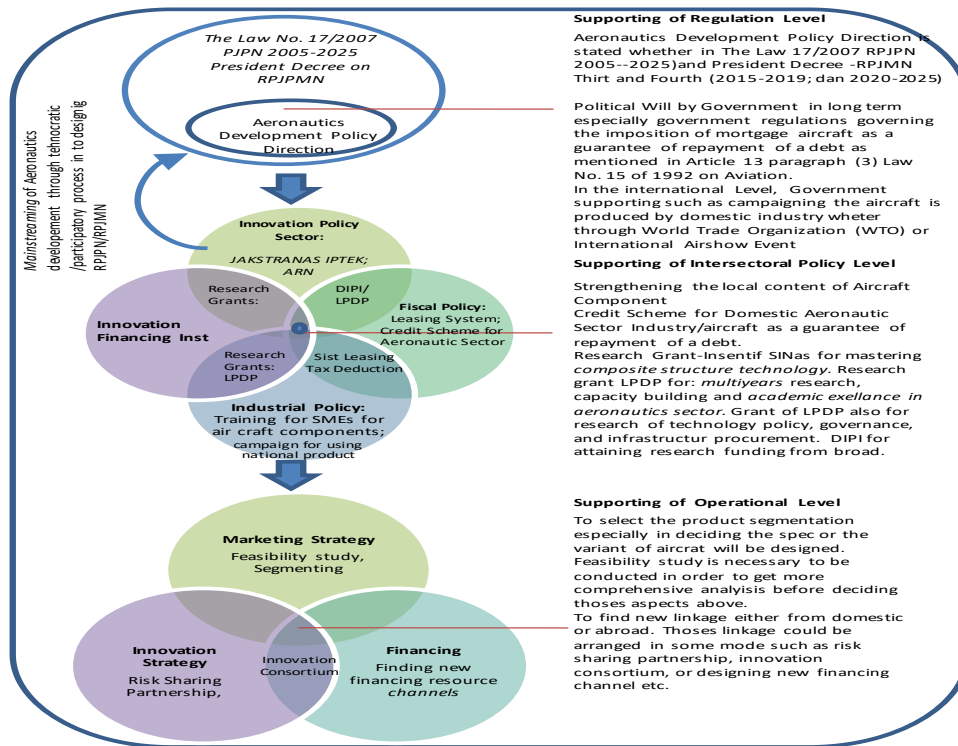 The Law No. 17/2007
PJPN 2005-2025
President Decree on
RPJPMN
Aeronautics
Development Policy
Direction
Mainstreaming of Aeronautics
developement through tehnocratic
/participatory process in to designig
RPJPN/RPJMN
Innovation Policy
Sector:
JAKSTRANAS IPTEK;
ARN
Research
Grants:
DIPI/
LPDP
Innovation
Financing Inst
Fiscal Policy:
Leasing System;
Credit Scheme for
Aeronautic Sector
Research
Grants:
LPDP
Sist Leasing
Tax Deduction
Industrial Policy:
Training for SMEs for
air craft components;
campaign for using
national product
Marketing Strategy
Feasibility study,
Segmenting
Innovation
Strategy
Risk Sharing
Partnership,
Innovation
Consortium
Financing
Finding new
financing resource
channels
Supporting of Regulation Level
Aeronautics Development Policy Direction is
stated whether in The Law 17/2007 RPJPN
2005--2025)and President Decree -RPJMN
Thirt and Fourth (2015-2019; dan 2020-2025)
Political Will by Government in long term
especially government regulations governing
the imposition of mortgage aircraft as a
guarantee of repayment of a debt as
mentioned in Article 13 paragraph (3) Law
No. 15 of 1992 on Aviation.
In the international Level, Government
supporting such as campaigning the aircraft is
produced by domestic industry wheter
through World Trade Organization (WTO) or
International Airshow Event
Supporting of Intersectoral Policy Level
Strengthening the local content of Aircraft
Component
Credit Scheme for Domestic Aeronautic
Sector Industry/aircraft as a guarantee of
repayment of a debt.
Research Grant-Insentif SINas for mastering
composite structure technology. Research
grant LPDP for: multiyears research,
capacity building and academic exellance in
aeronautics sector. Grant of LPDP also for
research of technology policy, governance,
and infrastructur procurement. DIPI for
attaining research funding from broad.
Supporting of Operational Level
To select the product segmentation
especially in deciding the spec or the
variant of aircrat will be designed.
Feasibility study is necessary to be
conducted in order to get more
comprehensive analyisis before deciding
thoses aspects above.
To find new linkage either from domestic
or abroad. Thoses linkage could be
arranged in some mode such as risk
sharing partnership, innovation
consortium, or designing new financing
channel etc.